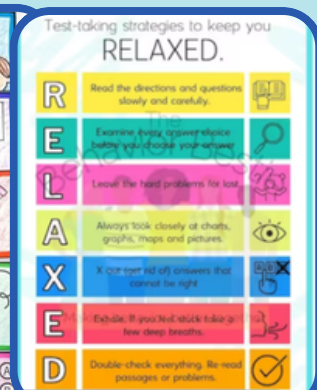 Test-taking strategies to keep you
RELAXED.
R
Read the directions and questions
slowly and carefully.
E
Examine every answer choice
before you choose your answer
L
Leave the hard problems for last
A
Always look closely at charts,
graphs, maps and pictures.
X
X out (get rid of) answers that
cannot be right
E
Exhale. If you feel stuck take a
few deep breaths.
D
Double-check everything. Re-read
passages or problems.
The
Behavior